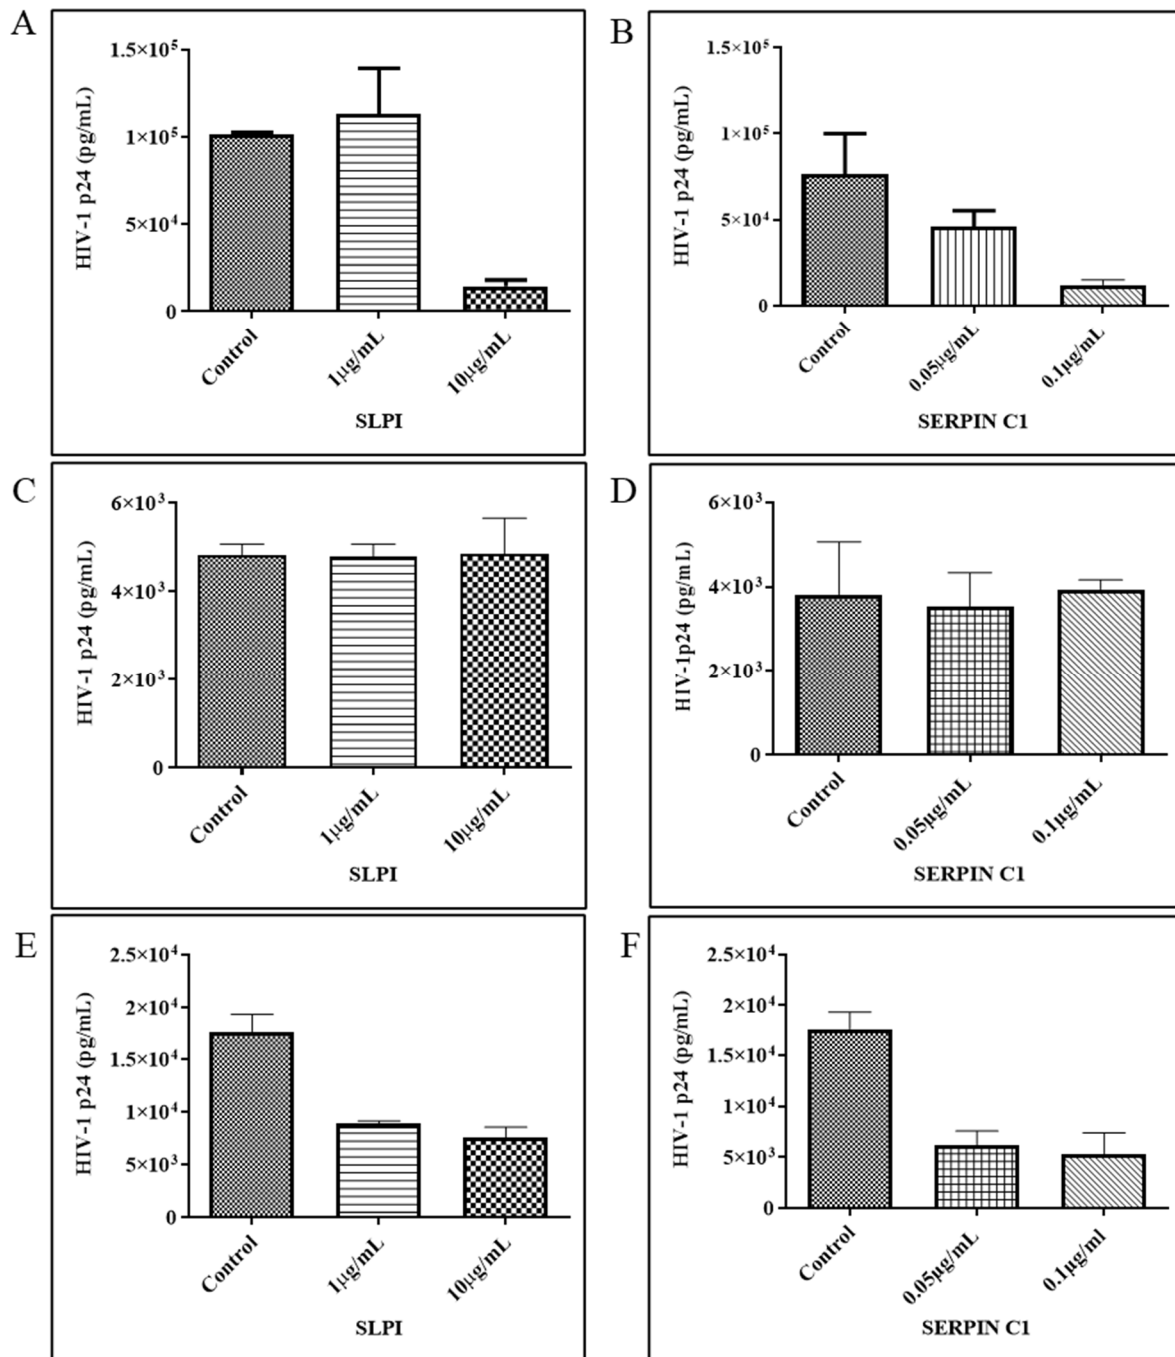 A
HIV-1 p24 (pg/mL)
1.5×10⁵
1×10⁵
5×10⁴
0
Control
1µg/mL
10µg/mL
SLPI
B
HIV-1 p24 (pg/mL)
1.5×10⁵
1×10⁵
5×10⁴
0
Control
0.05µg/mL
0.1µg/mL
SERPIN C1
C
HIV-1 p24 (pg/mL)
6×10³
4×10³
2×10³
0
Control
1µg/mL
10µg/mL
SLPI
D
HIV-1p24 (pg/mL)
6×10³
4×10³
2×10³
0
Control
0.05µg/mL
0.1µg/mL
SERPIN C1
E
HIV-1 p24 (pg/mL)
2.5×10⁴
2×10⁴
1.5×10⁴
1×10⁴
5×10³
0
Control
1µg/mL
10µg/mL
SLPI
F
HIV-1 p24 (pg/mL)
2.5×10⁴
2×10⁴
1.5×10⁴
1×10⁴
5×10³
0
Control
0.05µg/mL
0.1µg/ml
SERPIN C1